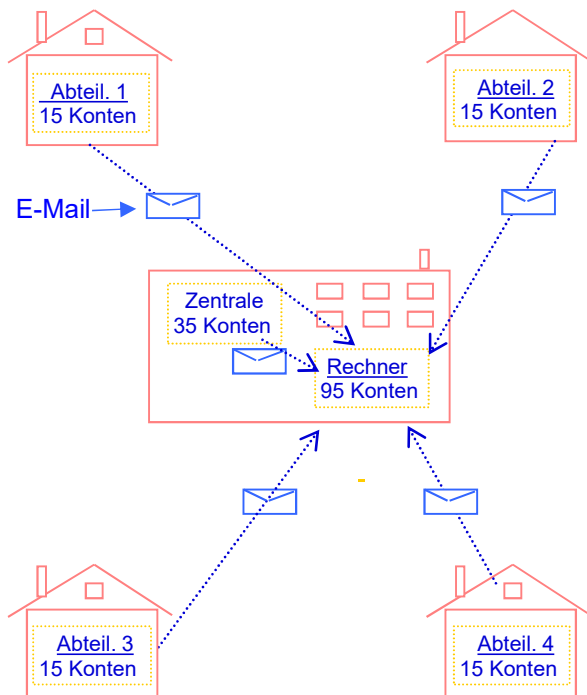 Abteil. 1
15 Konten
Abteil. 2
15 Konten
E-Mail
Zentrale
35 Konten
Rechner
95 Konten
Abteil. 3
15 Konten
Abteil. 4
15 Konten